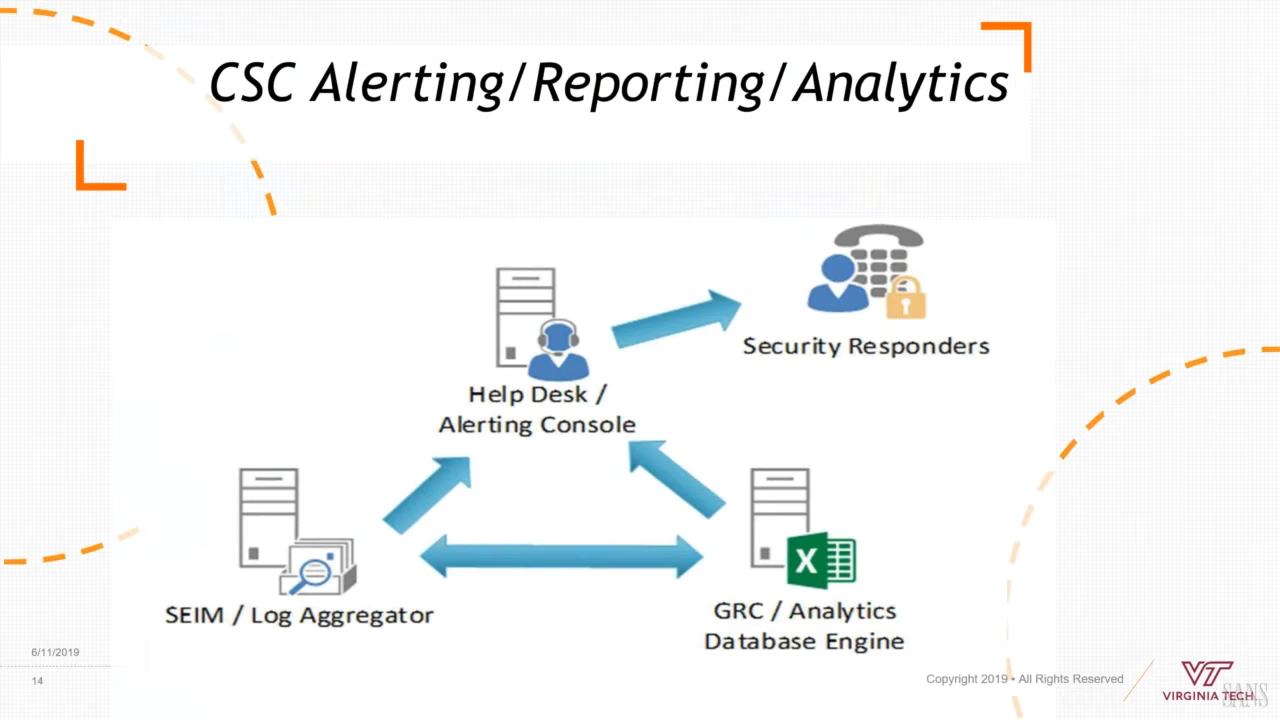 CSC Alerting/Reporting/Analytics
Security Responders
Help Desk /
Alerting Console
SEIM / Log Aggregator
X
GRC / Analytics
Database Engine
6/11/2019
14
Copyright 2019 • All Rights Reserved
VT
VIRGINIA TECH
SANS